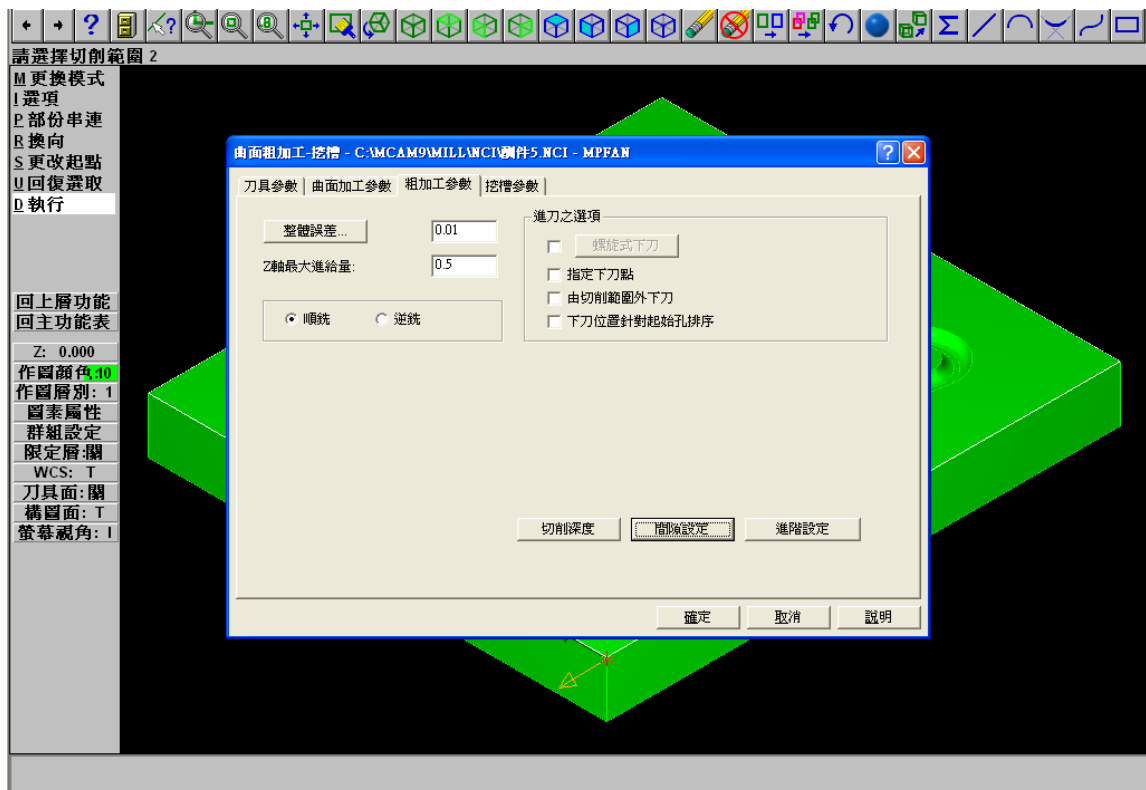 請選擇切削範圍 2
M 更換模式
I 選項
P 部份串連
R 換向
S 更改起點
U 回復選取
D 執行
回上層功能
回主功能表
Z: 0.000
作圖顏色:10
作圖層別: 1
圖素屬性
群組設定
限定層:關
WCS: T
刀具面:關
構圖面: T
螢幕視角: I
曲面粗加工-挖槽 - C:\MCAM9\MILL\NCI\銅件5.NCI - MPFAN
刀具參數 曲面加工參數 粗加工參數 挖槽參數
整體誤差... 0.01
Z軸最大進給量: 0.5
順銑 逆銑
進刀之選項
螺旋式下刀
指定下刀點
由切削範圍外下刀
下刀位置針對起始孔排序
切削深度 間隙設定 進階設定
確定 取消 說明